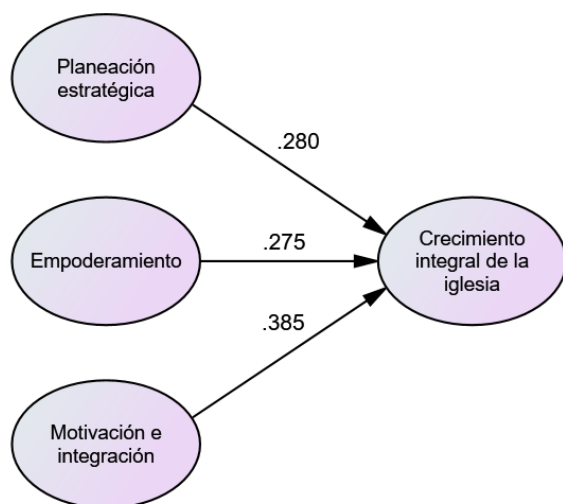 Planeación
estratégica
.280
Empoderamiento
.275
Crecimiento
integral de la
iglesia
.385
Motivación e
integración